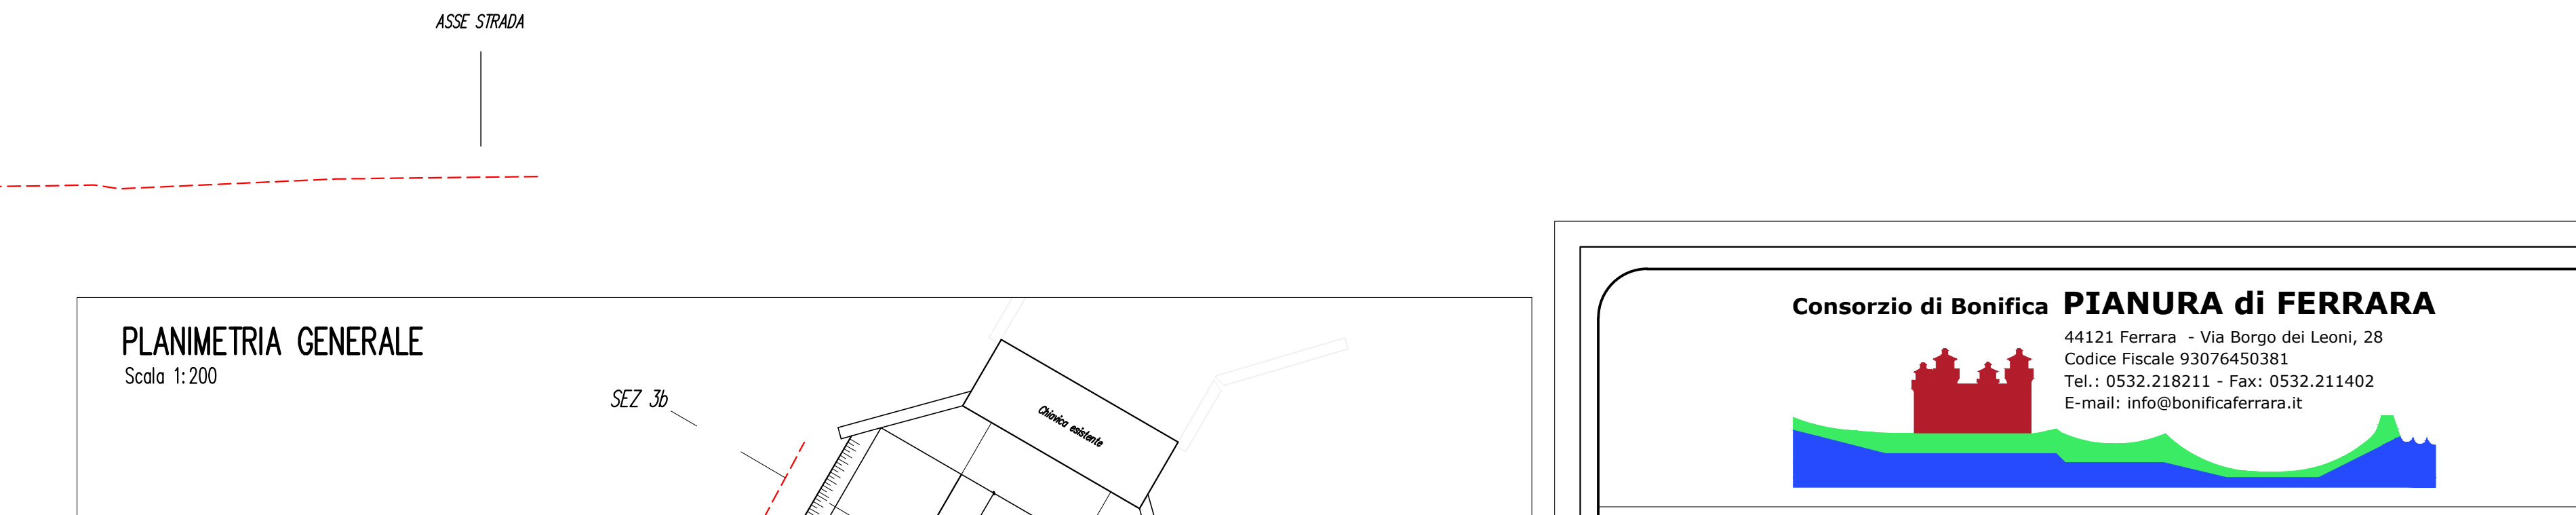 ASSE STRADA
PLANIMETRIA GENERALE
Scala 1:200
SEZ 3b
Chiavica esistente
Consorzio di Bonifica PIANURA di FERRARA
44121 Ferrara - Via Borgo dei Leoni, 28
Codice Fiscale 93076450381
Tel.: 0532.218211 - Fax: 0532.211402
E-mail: info@bonificaferrara.it